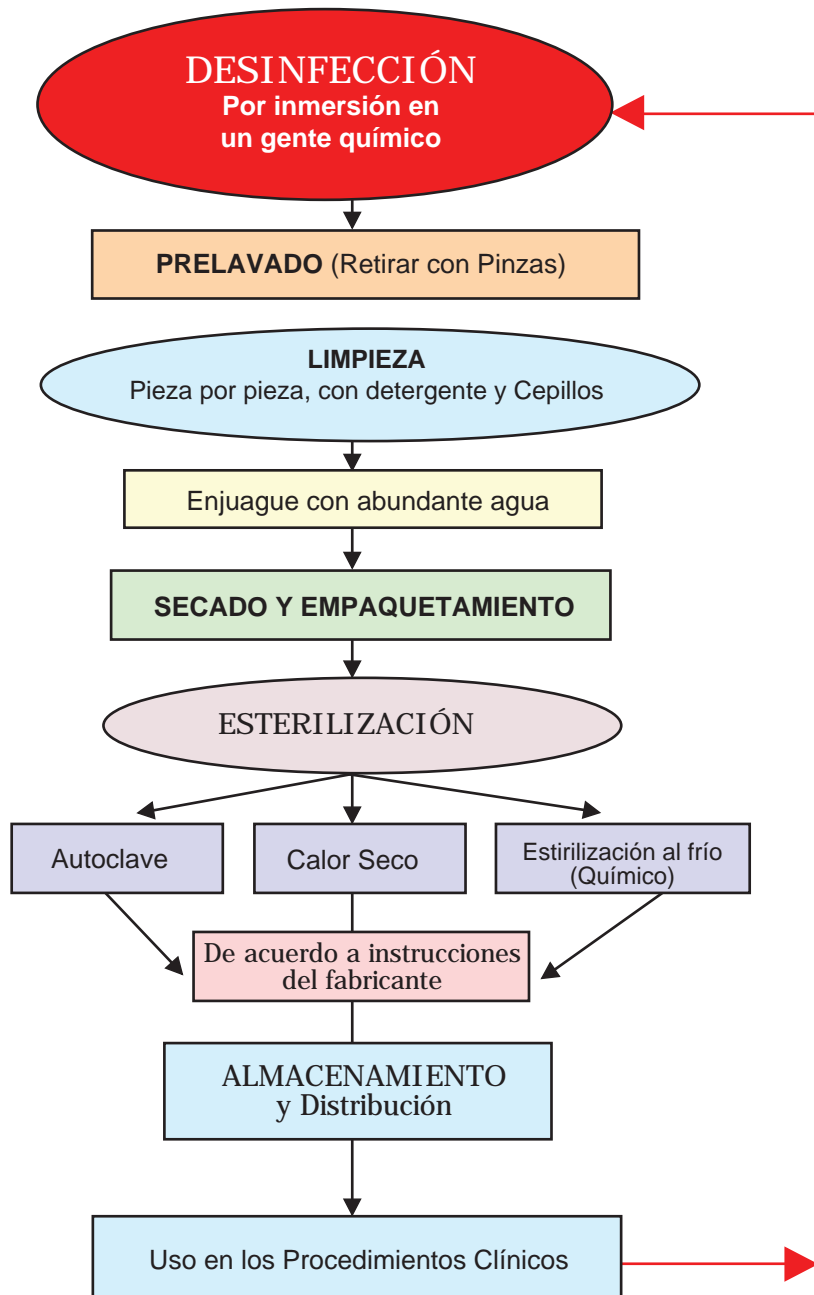 DESINFECCIÓN
Por inmersión en
un gente químico
PRELAVADO (Retirar con Pinzas)
LIMPIEZA
Pieza por pieza, con detergente y Cepillos
Enjuague con abundante agua
SECADO Y EMPAQUETAMIENTO
ESTERILIZACIÓN
Autoclave
Calor Seco
Estirilización al frío
(Químico)
De acuerdo a instrucciones
del fabricante
ALMACENAMIENTO
y Distribución
Uso en los Procedimientos Clínicos